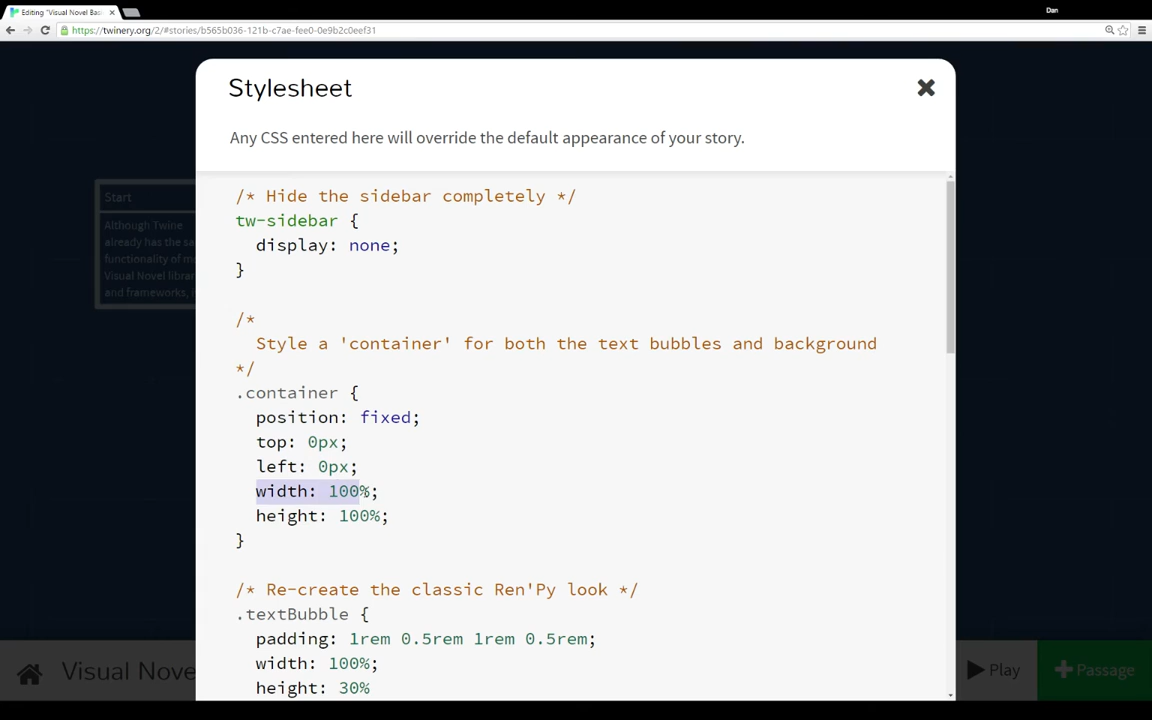 Editing "Visual Novel Bas
Dan
https://twinery.org/2/#stories/b565b036-121b-c7ae-fee0-0e9b2c0eef31
Stylesheet
Any CSS entered here will override the default appearance of your story.
Start
Although Twine
already has the sa
functionality of mo
Visual Novel librar
and frameworks, i
/* Hide the sidebar completely */
tw-sidebar {
display: none;
}
/*
Style a 'container' for both the text bubbles and background
*/
.container {
position: fixed;
top: 0px;
left: 0px;
width: 100%;
height: 100%;
}
/* Re-create the classic Ren'Py look */
.textBubble {
padding: 1rem 0.5rem 1rem 0.5rem;
width: 100%;
height: 30%
Visual Nove
Play
Passage